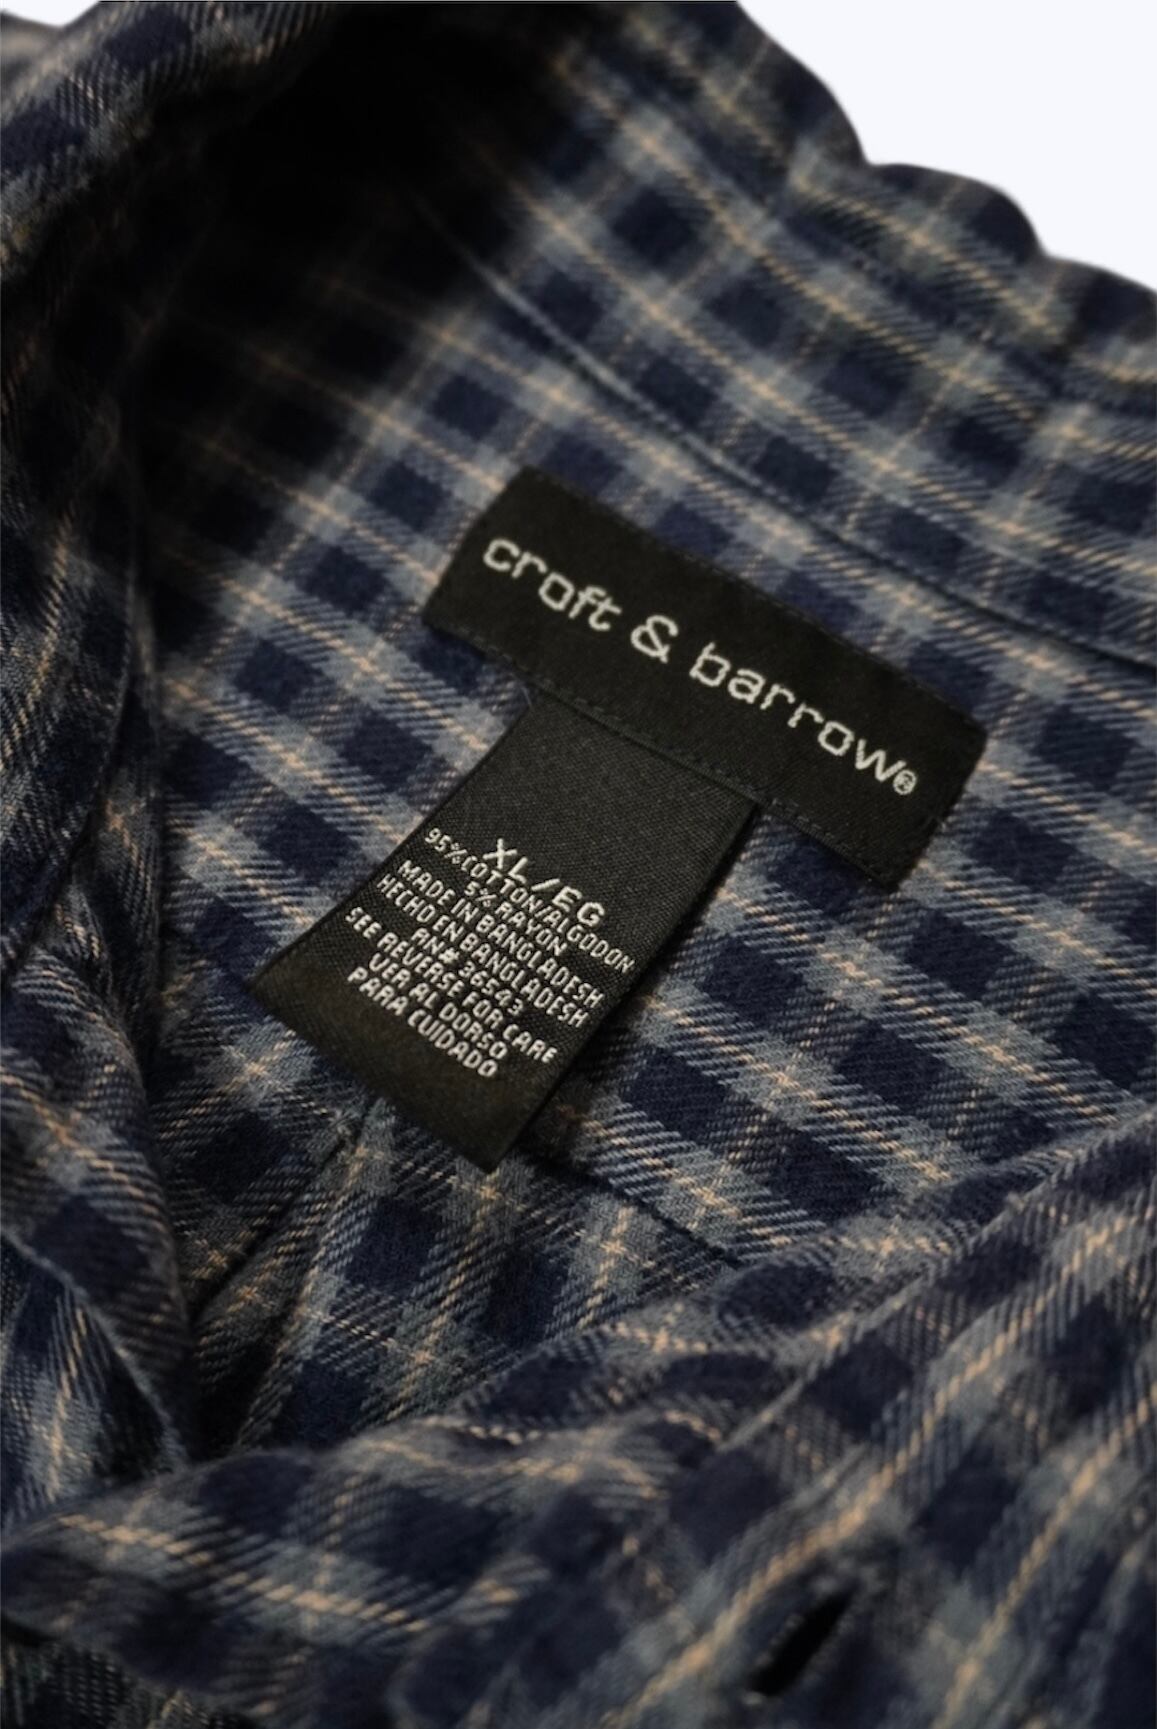 croft & barrow®
XL/EG
95% COTTON/ALGODON
5% RAYON
MADE IN BANGLADESH
HECHO EN BANGLADESH
RN# 36543
SEE REVERSE FOR CARE
VER AL DORSO
PARA CUIDADO